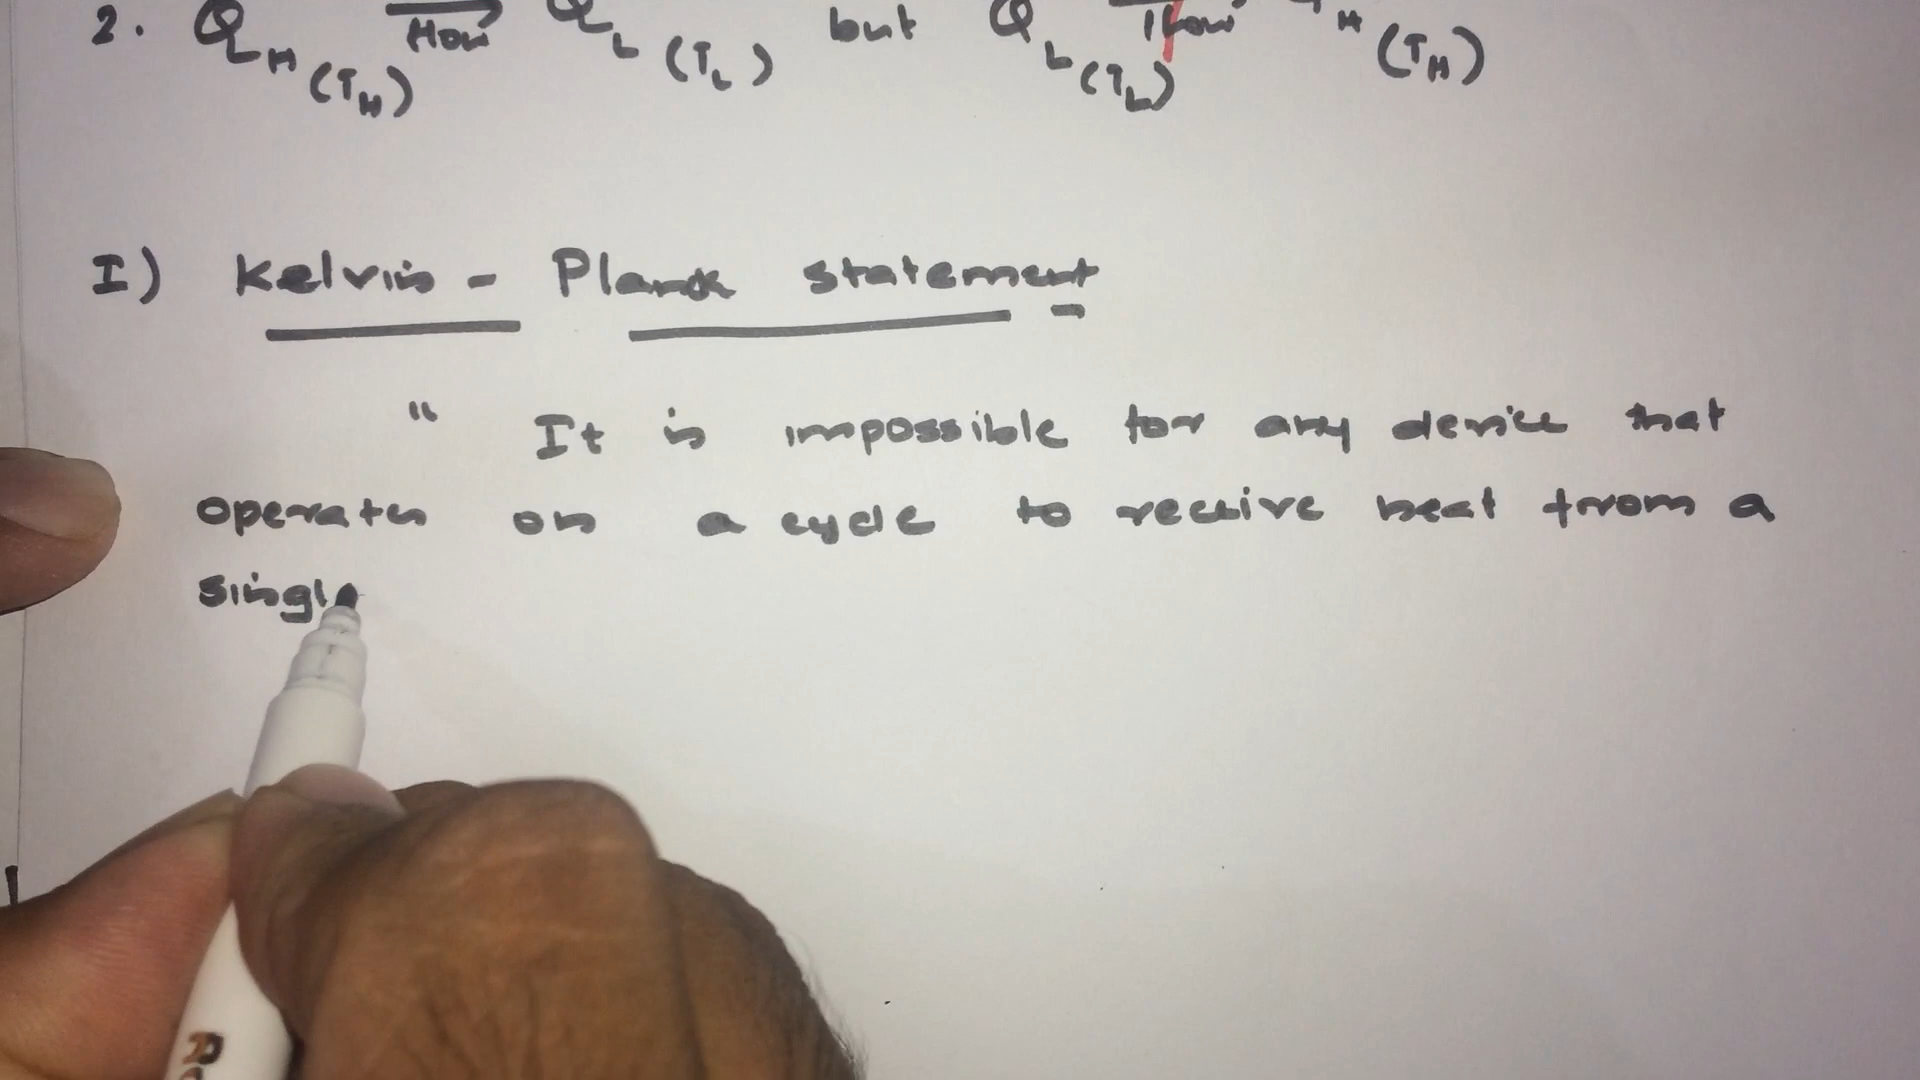 2. Q_H (T_H) flow Q_L (T_L) but Q_L (T_L) flow H (T_H)
I) Kelvin - Planck statement
" It is impossible for any device that
operates on a cycle to receive heat from a
single